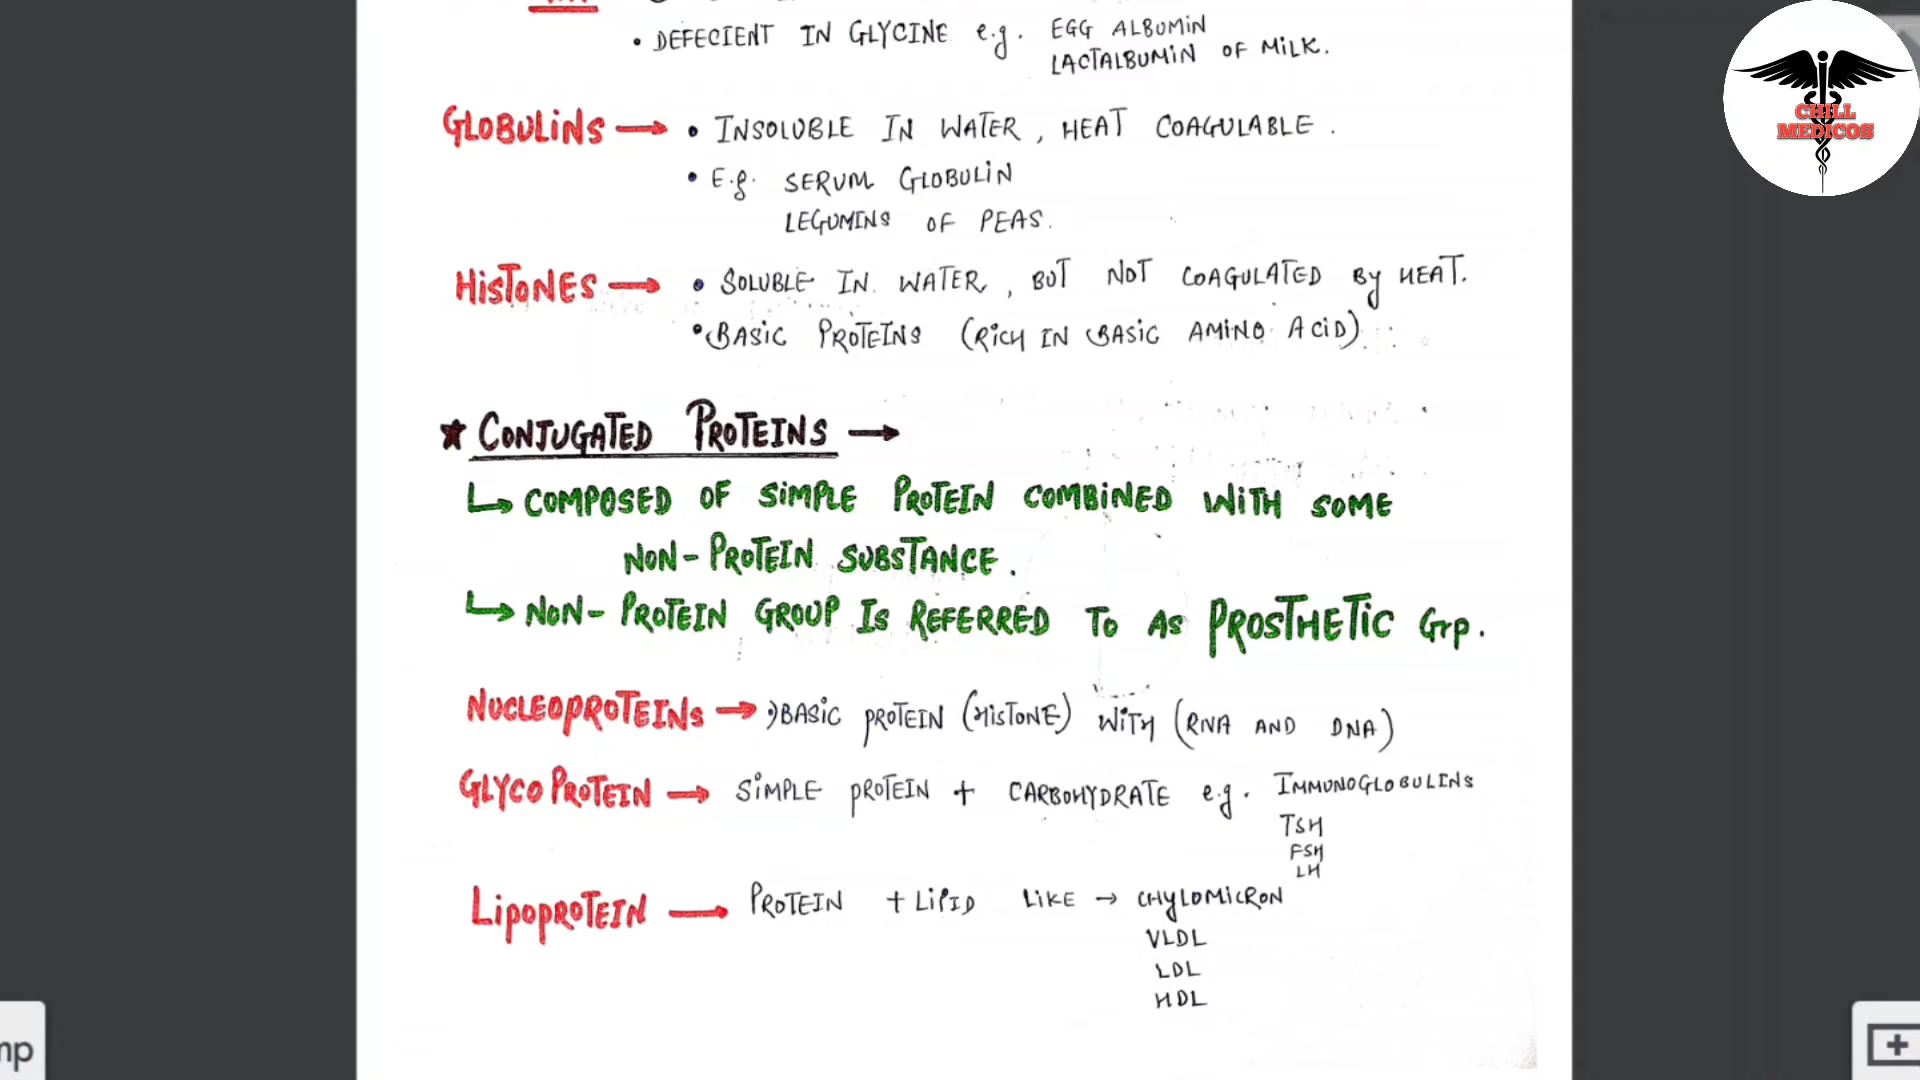 • DEFECIENT IN GLYCINE e.g. EGG ALBUMIN
LACTALBUMIN OF MILK.
GLOBULINS → • INSOLUBLE IN WATER, HEAT COAGULABLE.
• E.g. SERUM GLOBULIN
LEGUMINS OF PEAS.
HISTONES → • SOLUBLE IN WATER, BUT NOT COAGULATED By HEAT.
• BASIC PROTEINS (RICH IN BASIC AMINO ACID)
★ CONJUGATED PROTEINS →
↳ COMPOSED OF SIMPLE PROTEIN COMBINED WITH SOME
NON-PROTEIN SUBSTANCE.
↳ NON-PROTEIN GROUP IS REFERRED TO AS PROSTHETIC Grp.
NUCLEOPROTEINS → BASIC PROTEIN (HISTONE) WITH (RNA AND DNA)
GLYCOPROTEIN → SIMPLE PROTEIN + CARBOHYDRATE e.g. IMMUNOGLOBULINS
TSH
FSH
LH
LIPOPROTEIN → PROTEIN + LIPID LIKE → CHYLOMICRON
VLDL
LDL
HDL
CHILL
MEDICOS
mp